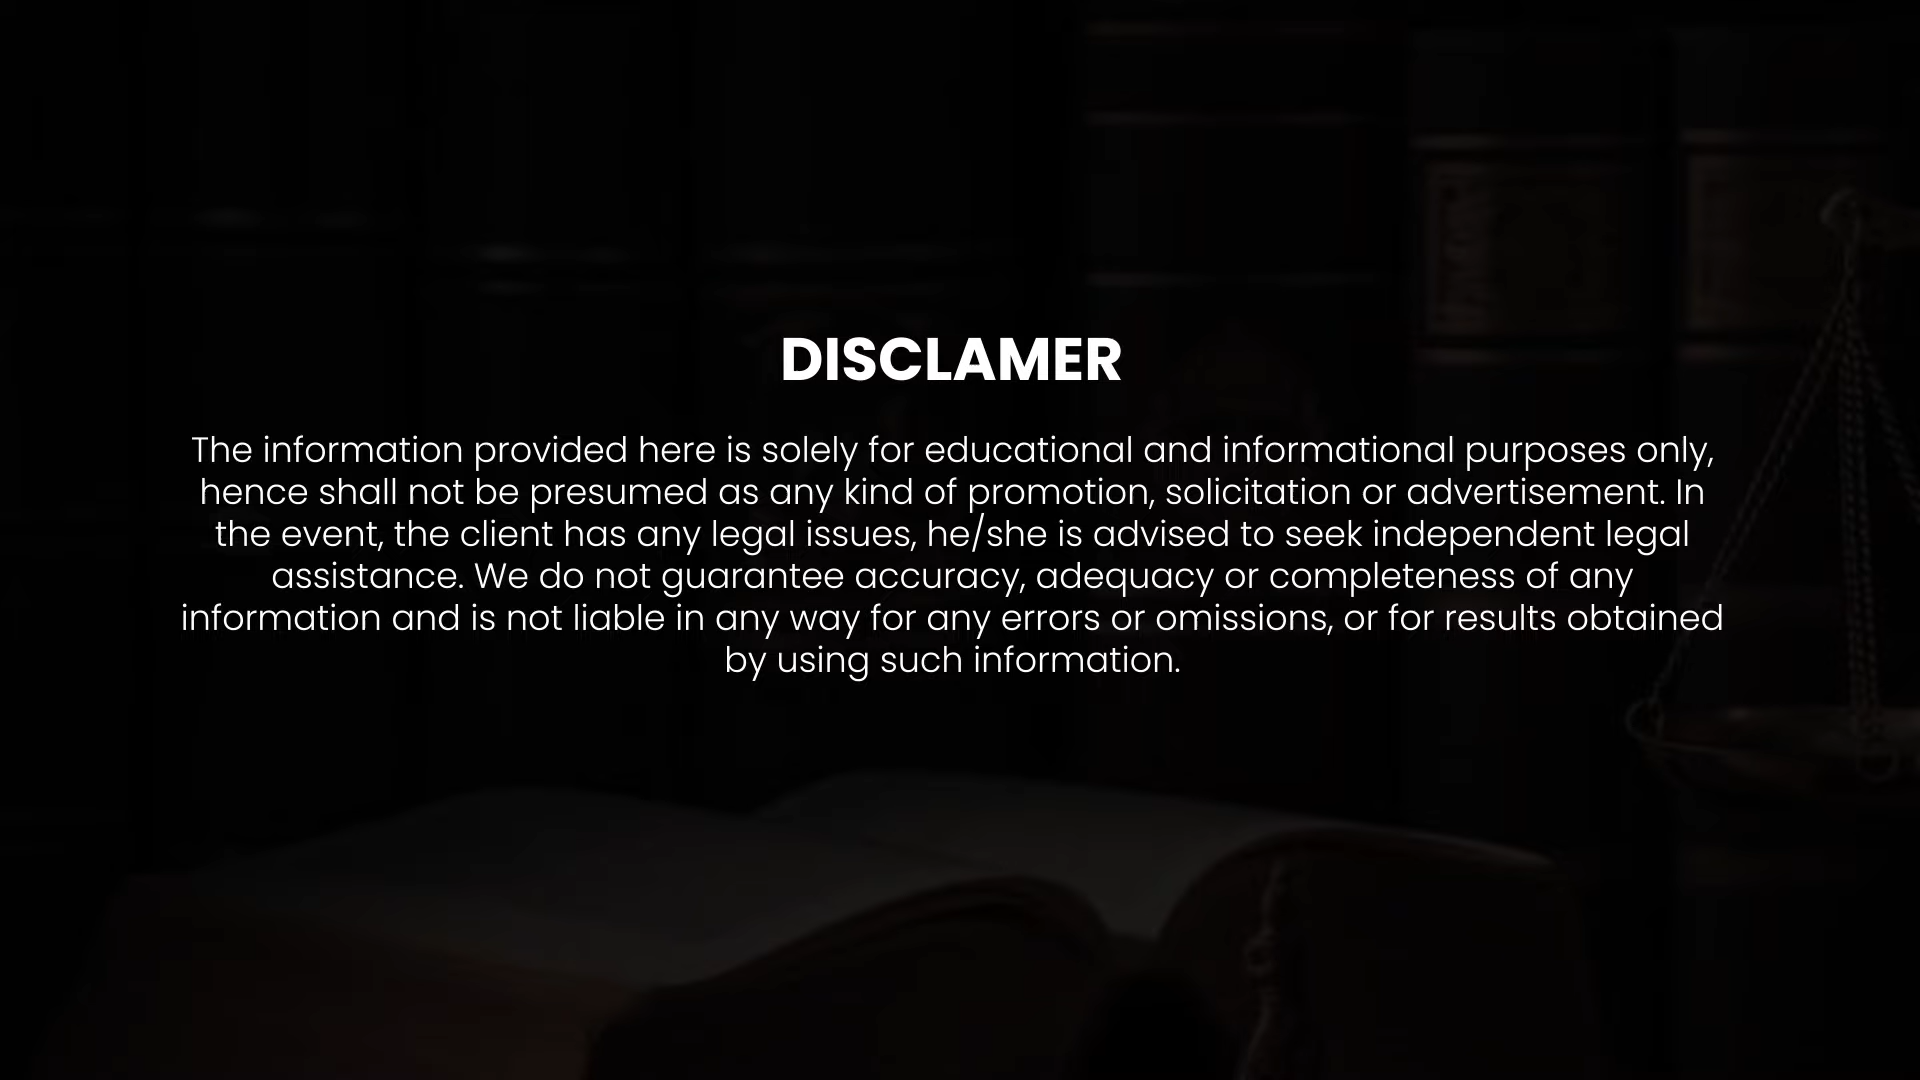 DISCLAMER
The information provided here is solely for educational and informational purposes only,
hence shall not be presumed as any kind of promotion, solicitation or advertisement. In
the event, the client has any legal issues, he/she is advised to seek independent legal
assistance. We do not guarantee accuracy, adequacy or completeness of any
information and is not liable in any way for any errors or omissions, or for results obtained
by using such information.